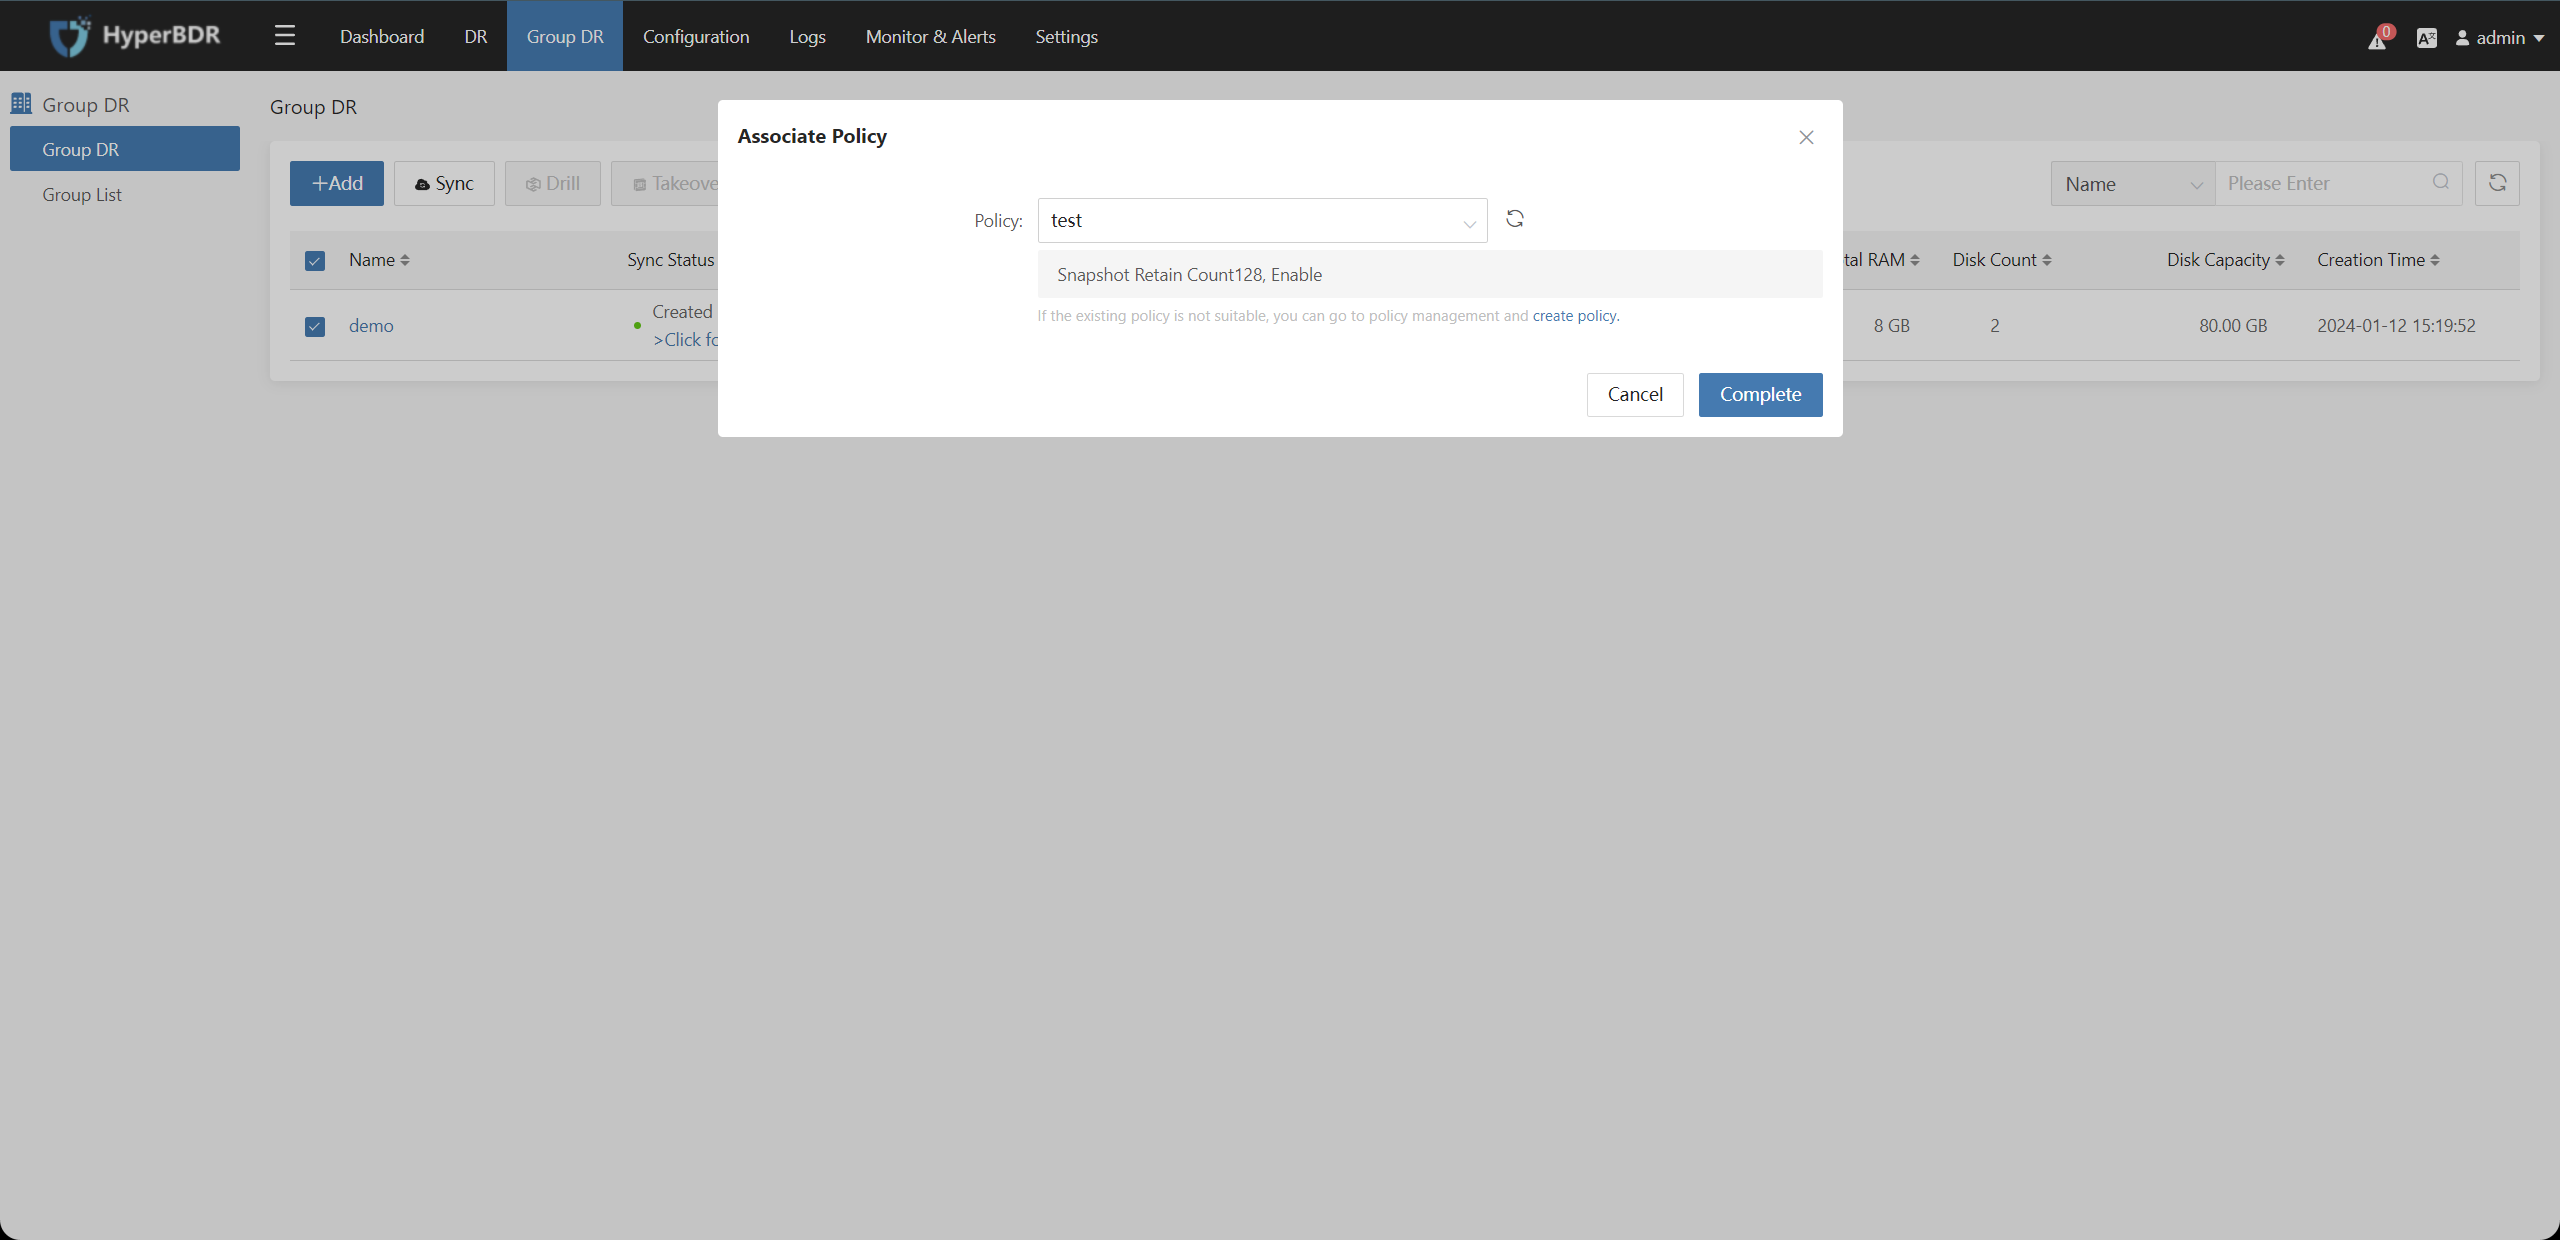 HyperBDR
Dashboard
DR
Group DR
Configuration
Logs
Monitor & Alerts
Settings
0
admin
Group DR
Group DR
Group List
Group DR
+Add
Sync
Drill
Takeove
Name
Please Enter
Name
Sync Status
tal RAM
Disk Count
Disk Capacity
Creation Time
demo
Created
>Click fo
8 GB
2
80.00 GB
2024-01-12 15:19:52
Associate Policy
Policy:
test
Snapshot Retain Count128, Enable
If the existing policy is not suitable, you can go to policy management and create policy.
Cancel
Complete